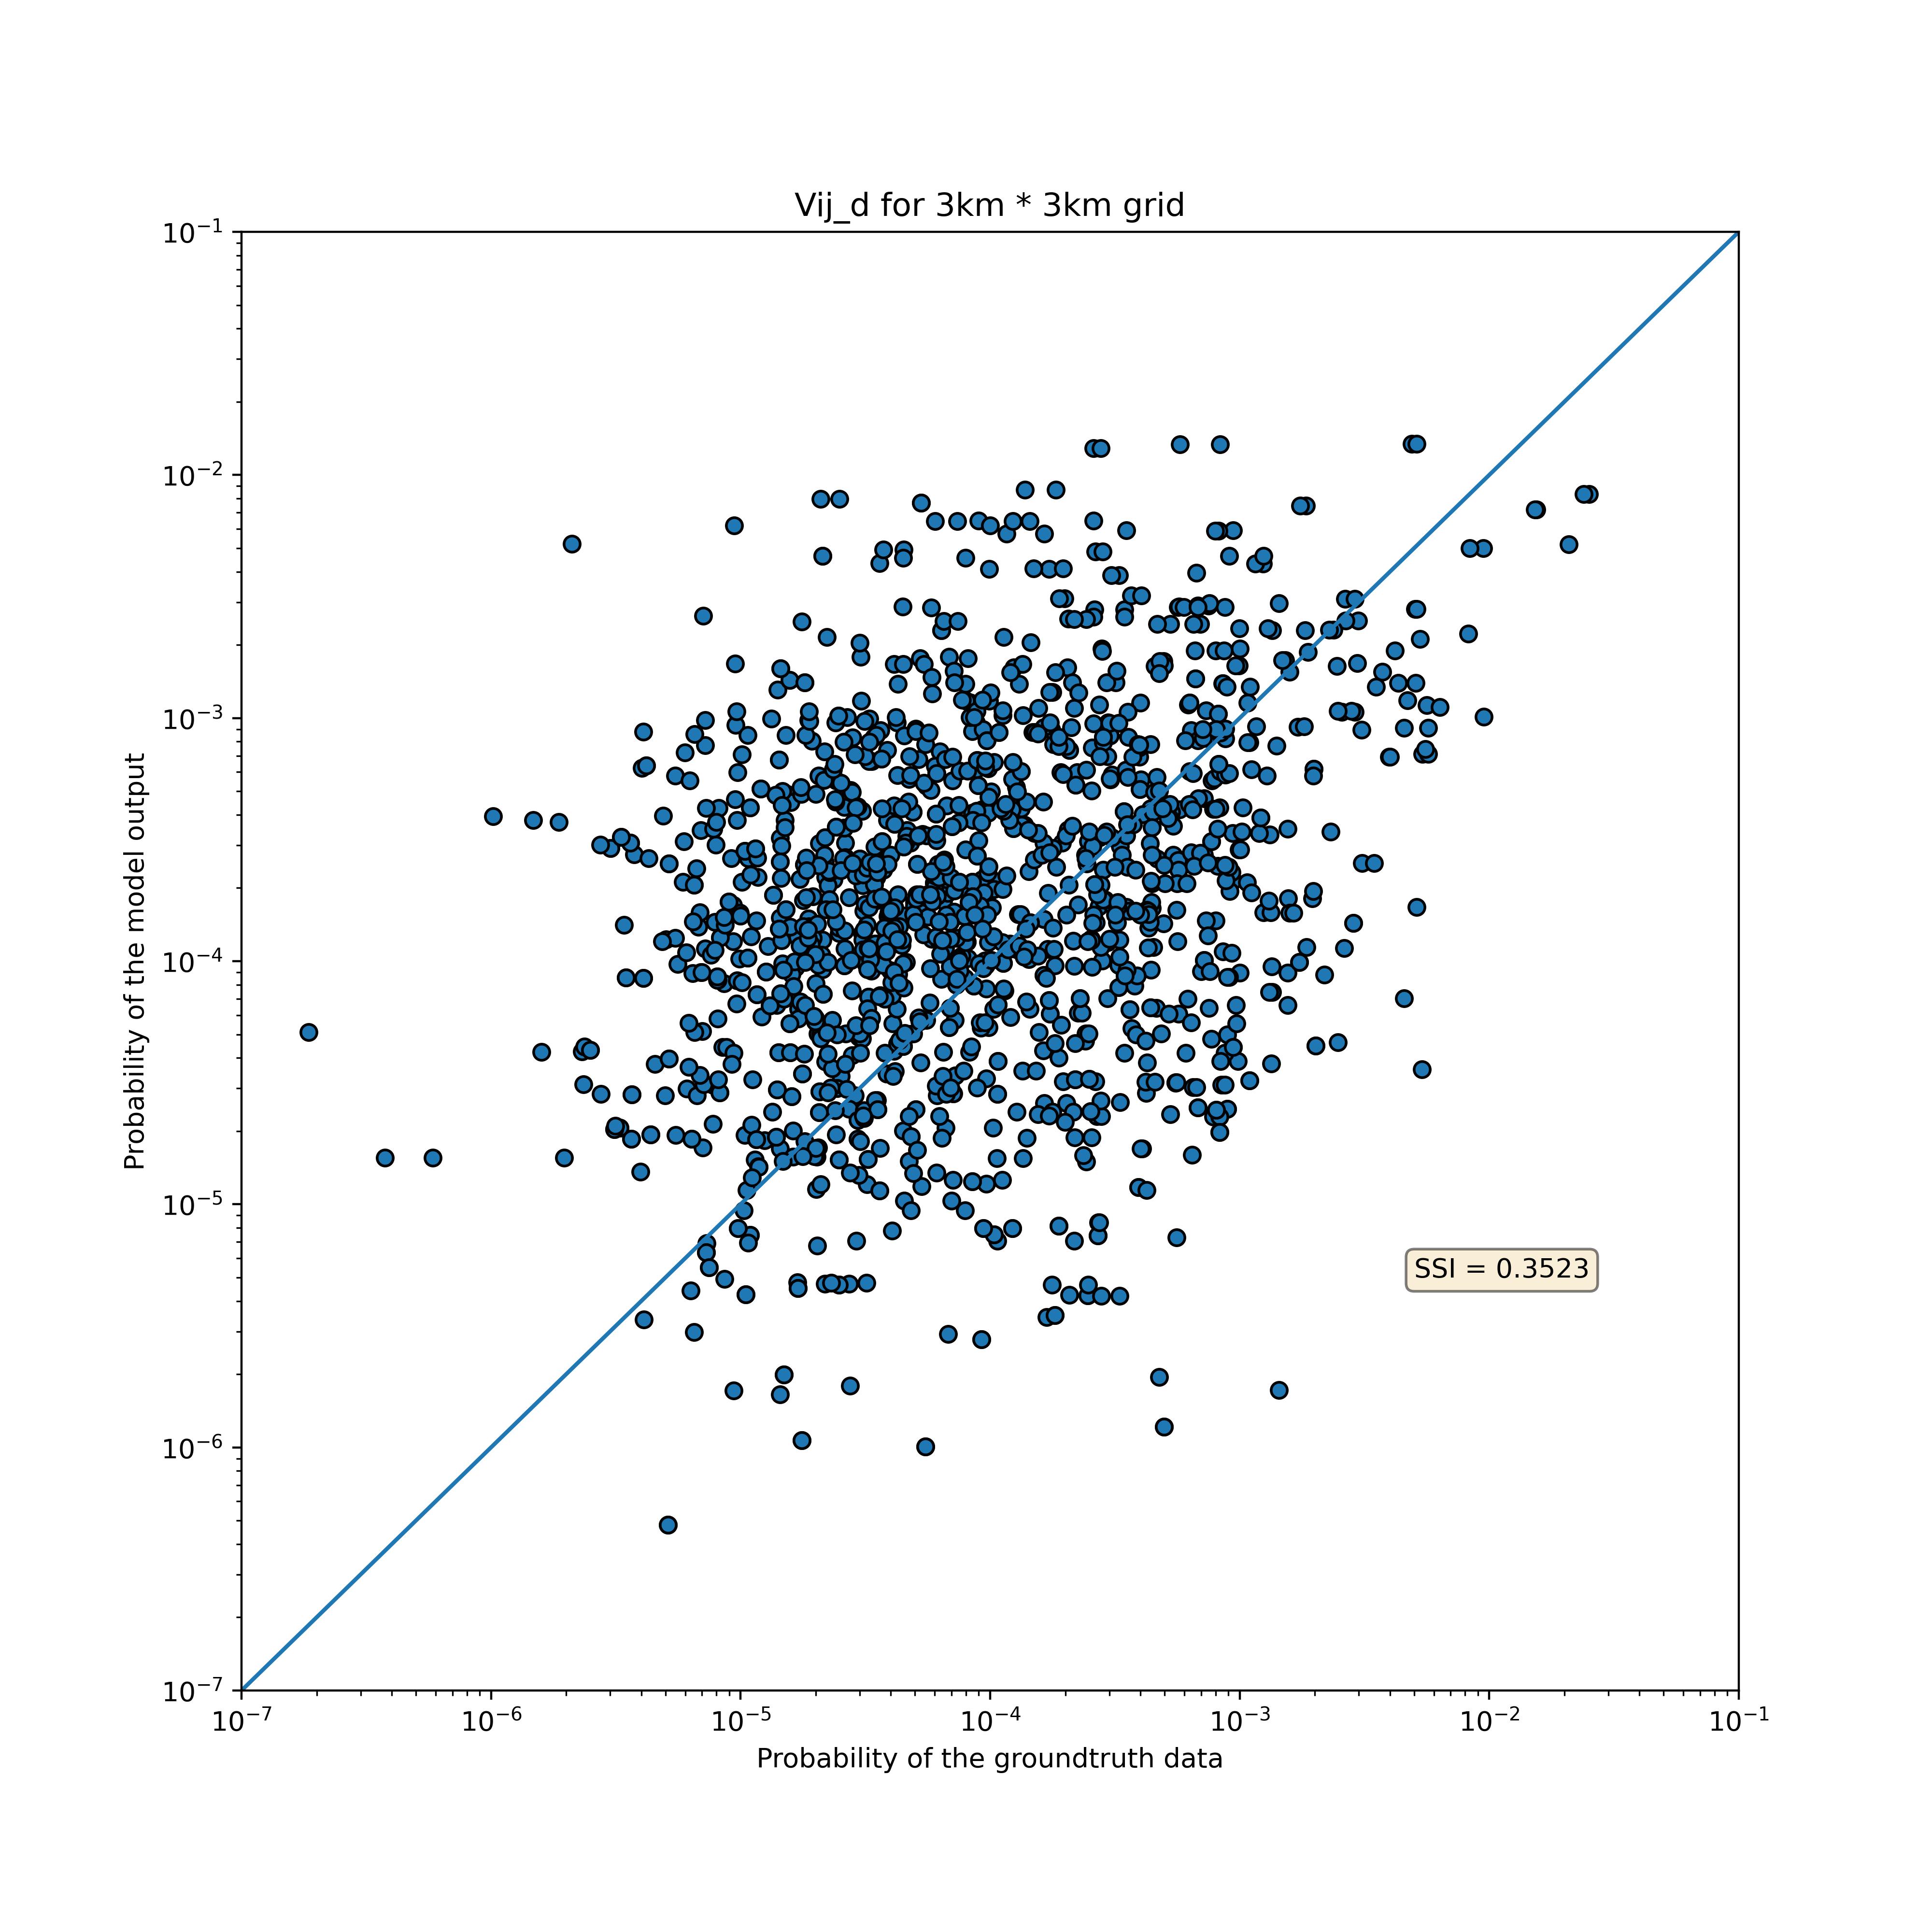 Vij_d for 3km * 3km grid
10⁻¹
10⁻²
10⁻³
10⁻⁴
10⁻⁵
10⁻⁶
10⁻⁷
Probability of the model output
SSI = 0.3523
10⁻⁷ 10⁻⁶ 10⁻⁵ 10⁻⁴ 10⁻³ 10⁻² 10⁻¹
Probability of the groundtruth data